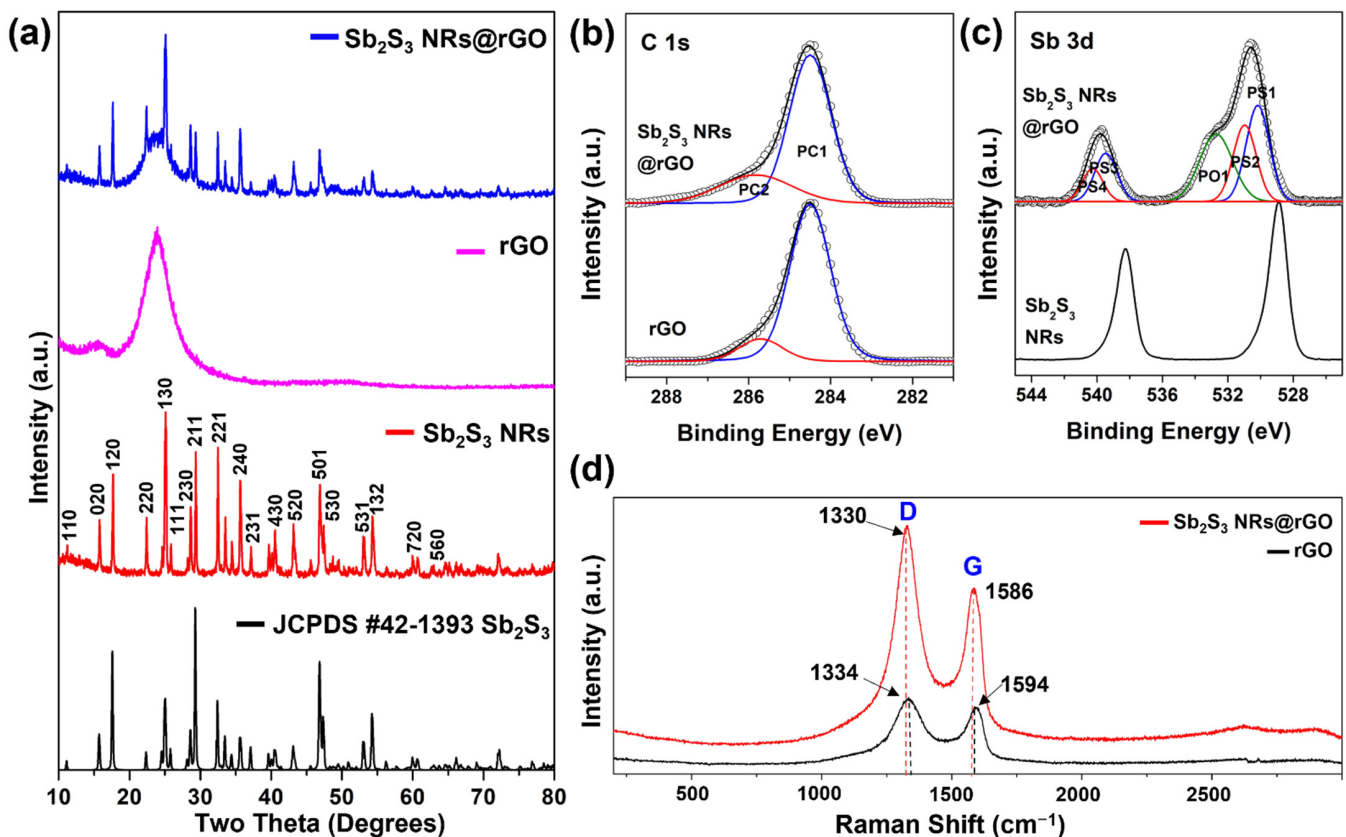 (a)
Sb₂S₃ NRs@rGO
rGO
Sb₂S₃ NRs
110
020
120
220
130
111
230
211
221
240
231
430
520
501
530
531
132
720
560
JCPDS #42-1393 Sb₂S₃
Intensity (a.u.)
10 20 30 40 50 60 70 80
Two Theta (Degrees)
(b)
C 1s
Sb₂S₃ NRs
@rGO
PC1
PC2
rGO
Intensity (a.u.)
288 286 284 282
Binding Energy (eV)
(c)
Sb 3d
Sb₂S₃ NRs
@rGO
PS1
PS2
PO1
PS3
PS4
Sb₂S₃
NRs
Intensity (a.u.)
544 540 536 532 528
Binding Energy (eV)
(d)
D
G
1330
1586
1334
1594
Sb₂S₃ NRs@rGO
rGO
Intensity (a.u.)
500 1000 1500 2000 2500
Raman Shift (cm⁻¹)